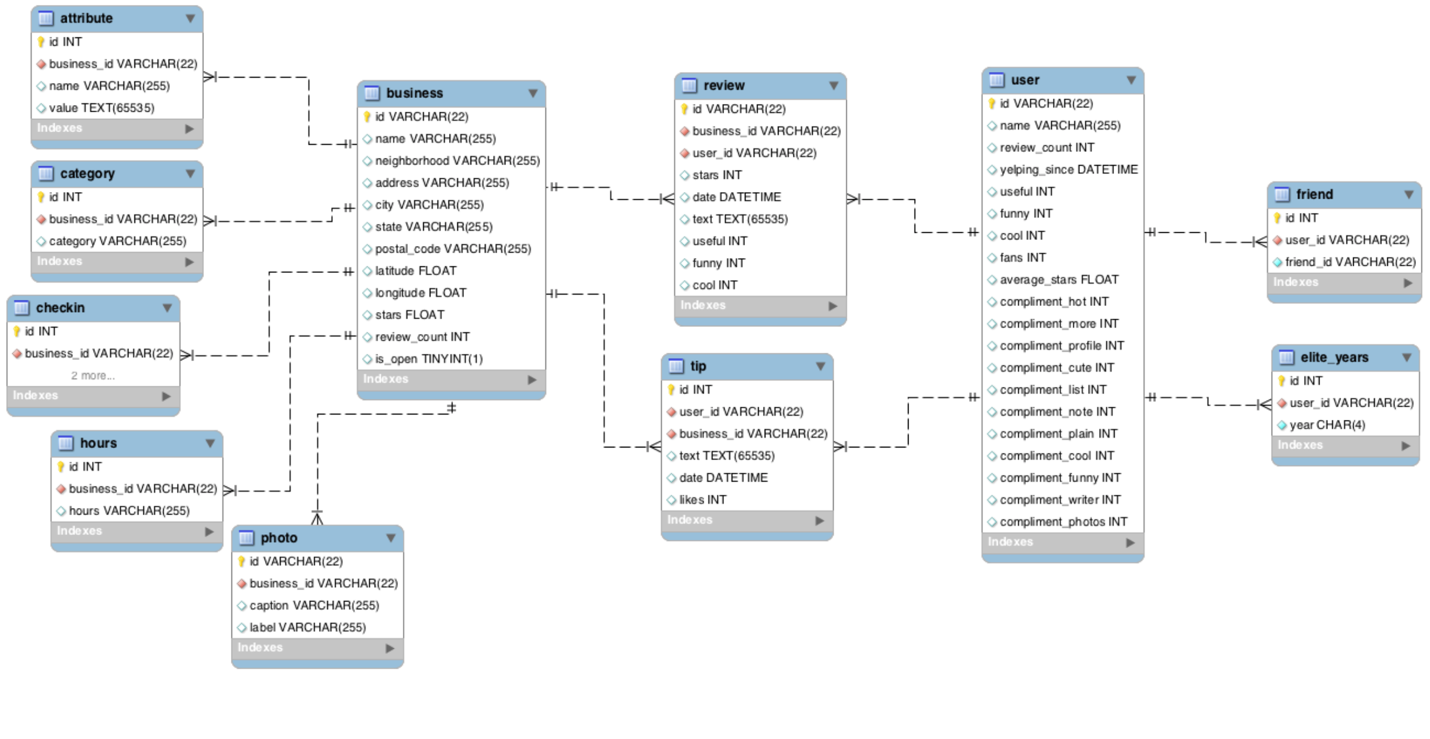 attribute
id INT
business_id VARCHAR(22)
name VARCHAR(255)
value TEXT(65535)
Indexes
category
id INT
business_id VARCHAR(22)
category VARCHAR(255)
Indexes
checkin
id INT
business_id VARCHAR(22)
2 more...
Indexes
hours
id INT
business_id VARCHAR(22)
hours VARCHAR(255)
Indexes
photo
id VARCHAR(22)
business_id VARCHAR(22)
caption VARCHAR(255)
label VARCHAR(255)
Indexes
business
id VARCHAR(22)
name VARCHAR(255)
neighborhood VARCHAR(255)
address VARCHAR(255)
city VARCHAR(255)
state VARCHAR(255)
postal_code VARCHAR(255)
latitude FLOAT
longitude FLOAT
stars FLOAT
review_count INT
is_open TINYINT(1)
Indexes
review
id VARCHAR(22)
business_id VARCHAR(22)
user_id VARCHAR(22)
stars INT
date DATETIME
text TEXT(65535)
useful INT
funny INT
cool INT
Indexes
tip
id INT
user_id VARCHAR(22)
business_id VARCHAR(22)
text TEXT(65535)
date DATETIME
likes INT
Indexes
user
id VARCHAR(22)
name VARCHAR(255)
review_count INT
yelping_since DATETIME
useful INT
funny INT
cool INT
fans INT
average_stars FLOAT
compliment_hot INT
compliment_more INT
compliment_profile INT
compliment_cute INT
compliment_list INT
compliment_note INT
compliment_plain INT
compliment_cool INT
compliment_funny INT
compliment_writer INT
compliment_photos INT
Indexes
friend
id INT
user_id VARCHAR(22)
friend_id VARCHAR(22)
Indexes
elite_years
id INT
user_id VARCHAR(22)
year CHAR(4)
Indexes